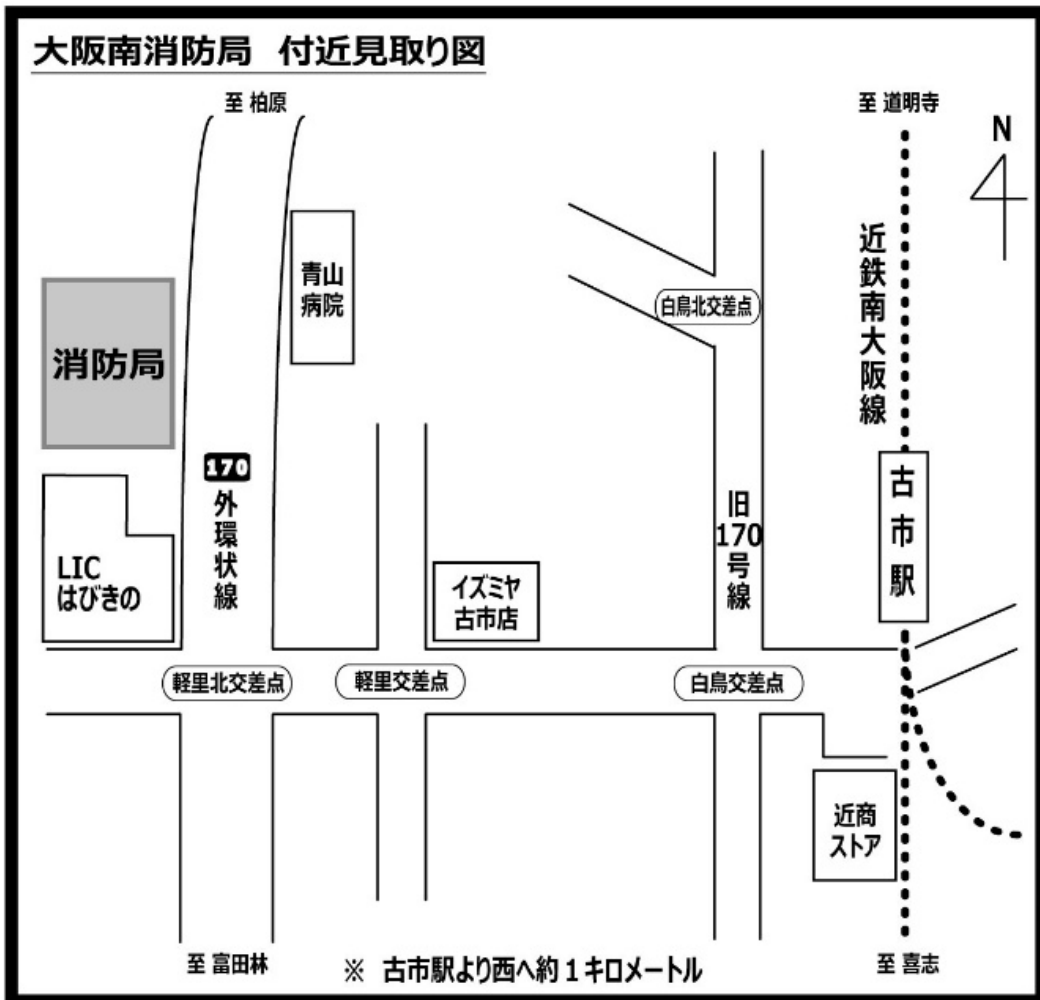 大阪南消防局 付近見取り図
至 柏原
至 道明寺
N
青山
病院
近鉄南大阪線
消防局
白鳥北交差点
170
外環状線
旧
170
号線
古市駅
LIC
はびきの
イズミヤ
古市店
軽里北交差点
軽里交差点
白鳥交差点
近商
ストア
至 富田林
※ 古市駅より西へ約1キロメートル
至 喜志